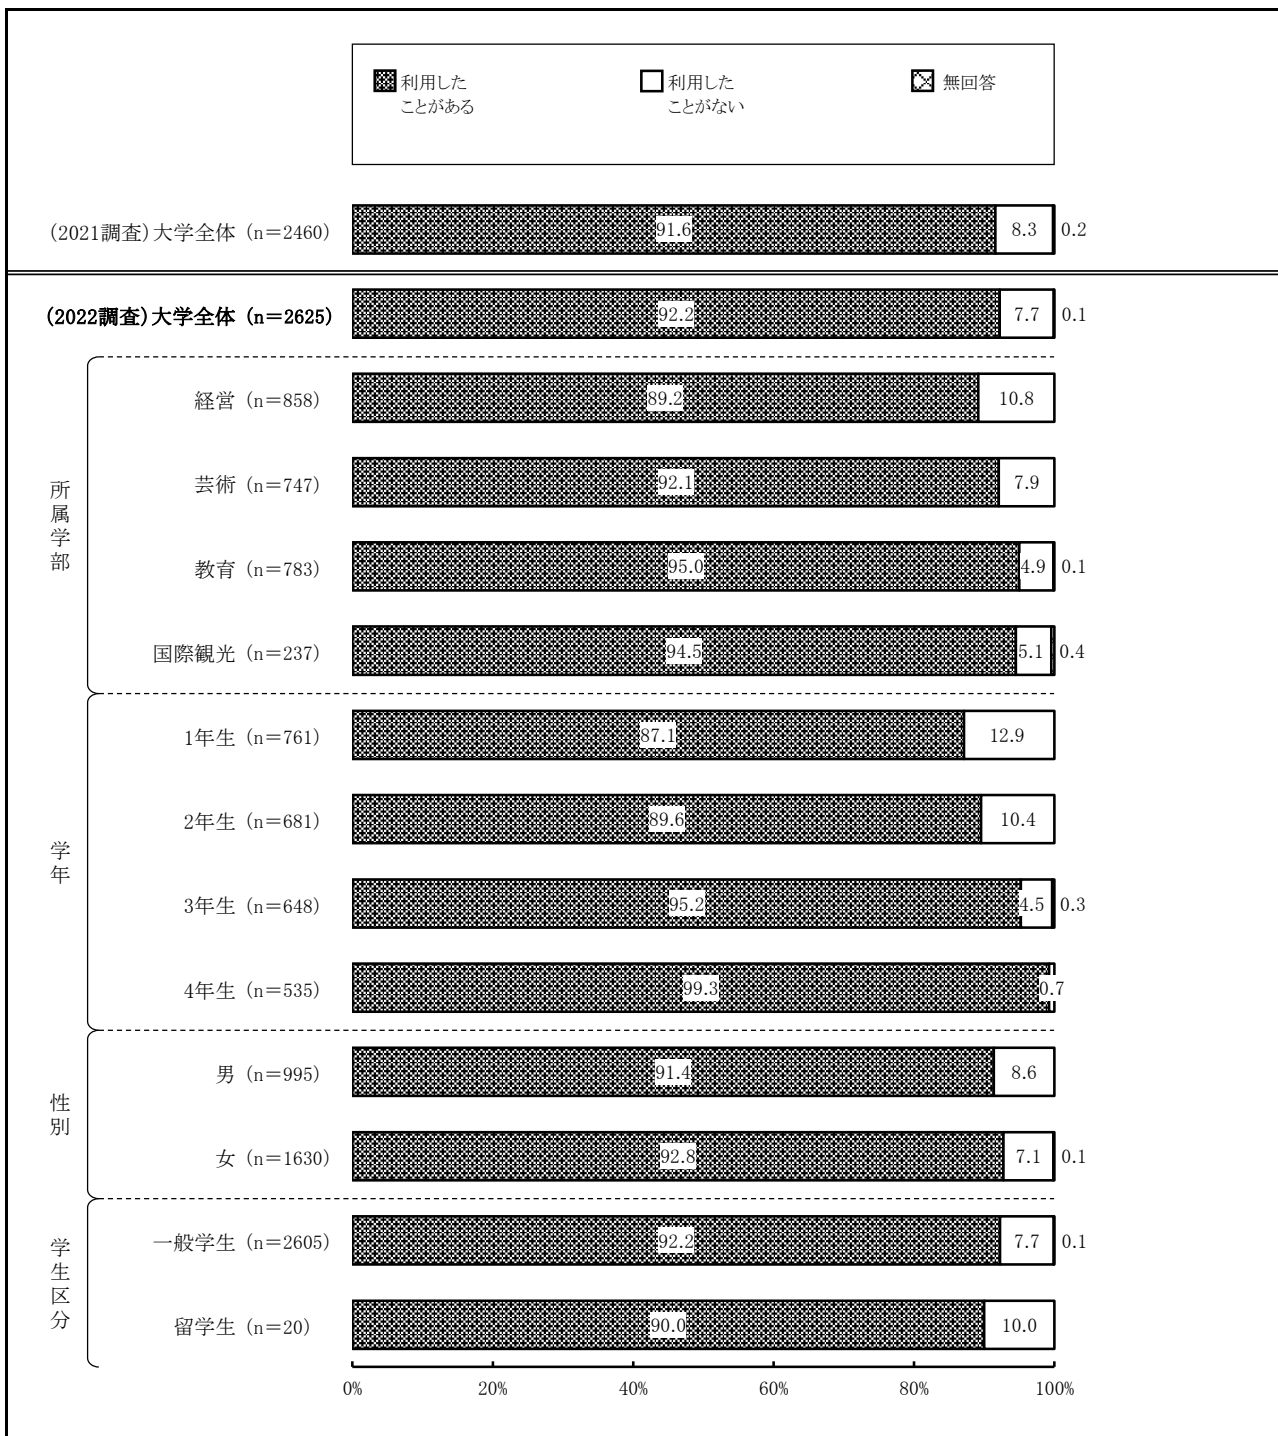 利用した
ことがある
利用した
ことがない
無回答
(2021調査)大学全体 (n=2460) 91.6 8.3 0.2
(2022調査)大学全体 (n=2625) 92.2 7.7 0.1
所属学部
経営 (n=858) 89.2 10.8
芸術 (n=747) 92.1 7.9
教育 (n=783) 95.0 4.9 0.1
国際観光 (n=237) 94.5 5.1 0.4
学年
1年生 (n=761) 87.1 12.9
2年生 (n=681) 89.6 10.4
3年生 (n=648) 95.2 4.5 0.3
4年生 (n=535) 99.3 0.7
性別
男 (n=995) 91.4 8.6
女 (n=1630) 92.8 7.1 0.1
学生区分
一般学生 (n=2605) 92.2 7.7 0.1
留学生 (n=20) 90.0 10.0
0% 20% 40% 60% 80% 100%